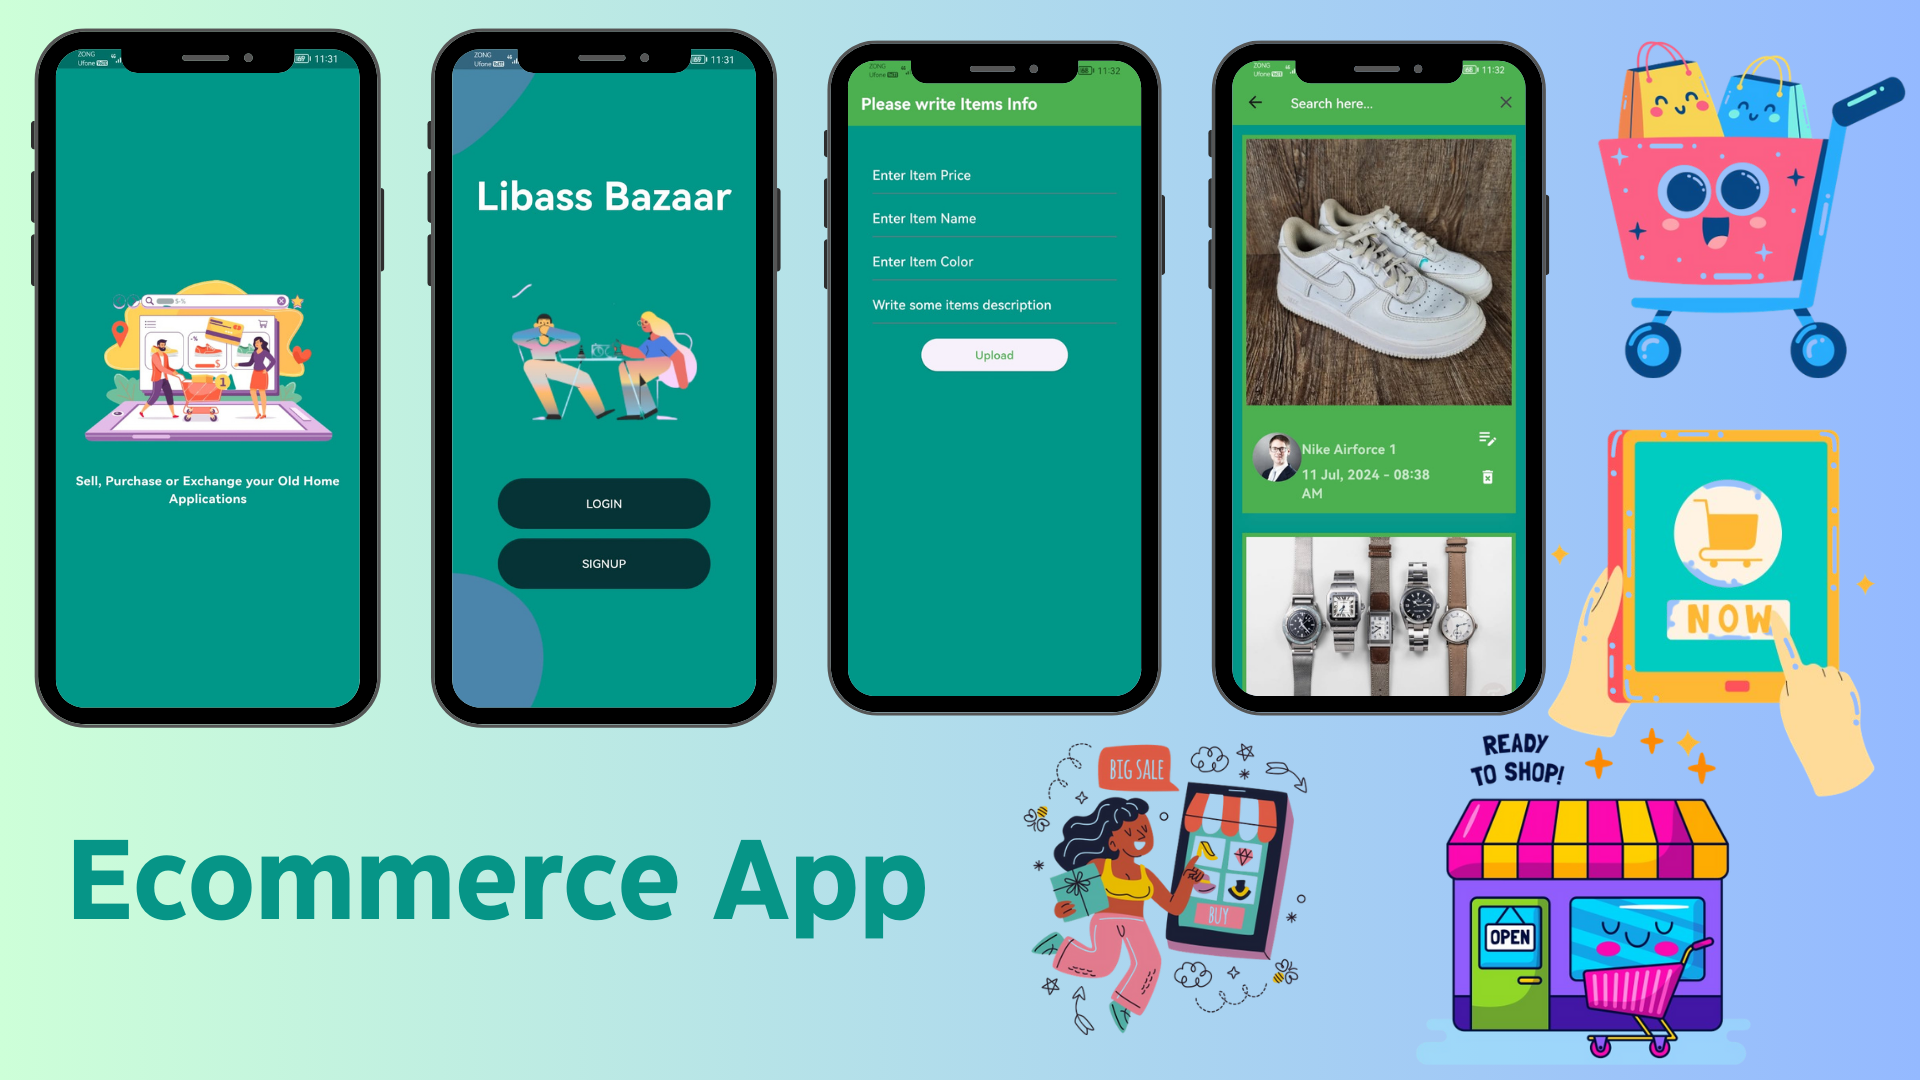 ZONG
Ufone
11:31
Sell, Purchase or Exchange your Old Home
Applications
ZONG
Ufone
11:31
Libass Bazaar
LOGIN
SIGNUP
ZONG
Ufone
11:32
Please write Items Info
Enter Item Price
Enter Item Name
Enter Item Color
Write some items description
Upload
ZONG
Ufone
11:32
Search here...
Nike Airforce 1
11 Jul, 2024 - 08:38
AM
NOW
READY
TO SHOP!
BIG SALE
BUY
OPEN
Ecommerce App